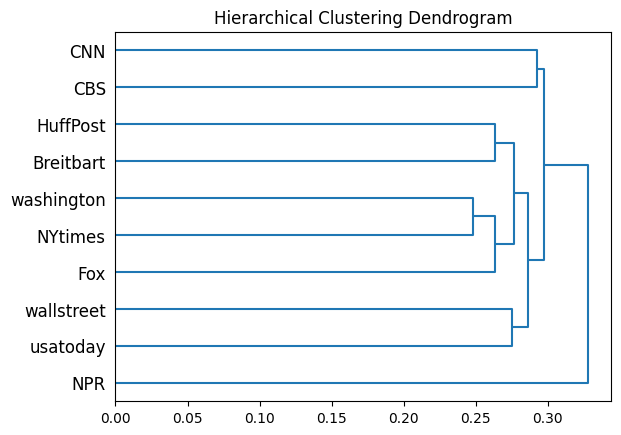 Hierarchical Clustering Dendrogram
CNN
CBS
HuffPost
Breitbart
washington
NYtimes
Fox
wallstreet
usatoday
NPR
0.00 0.05 0.10 0.15 0.20 0.25 0.30